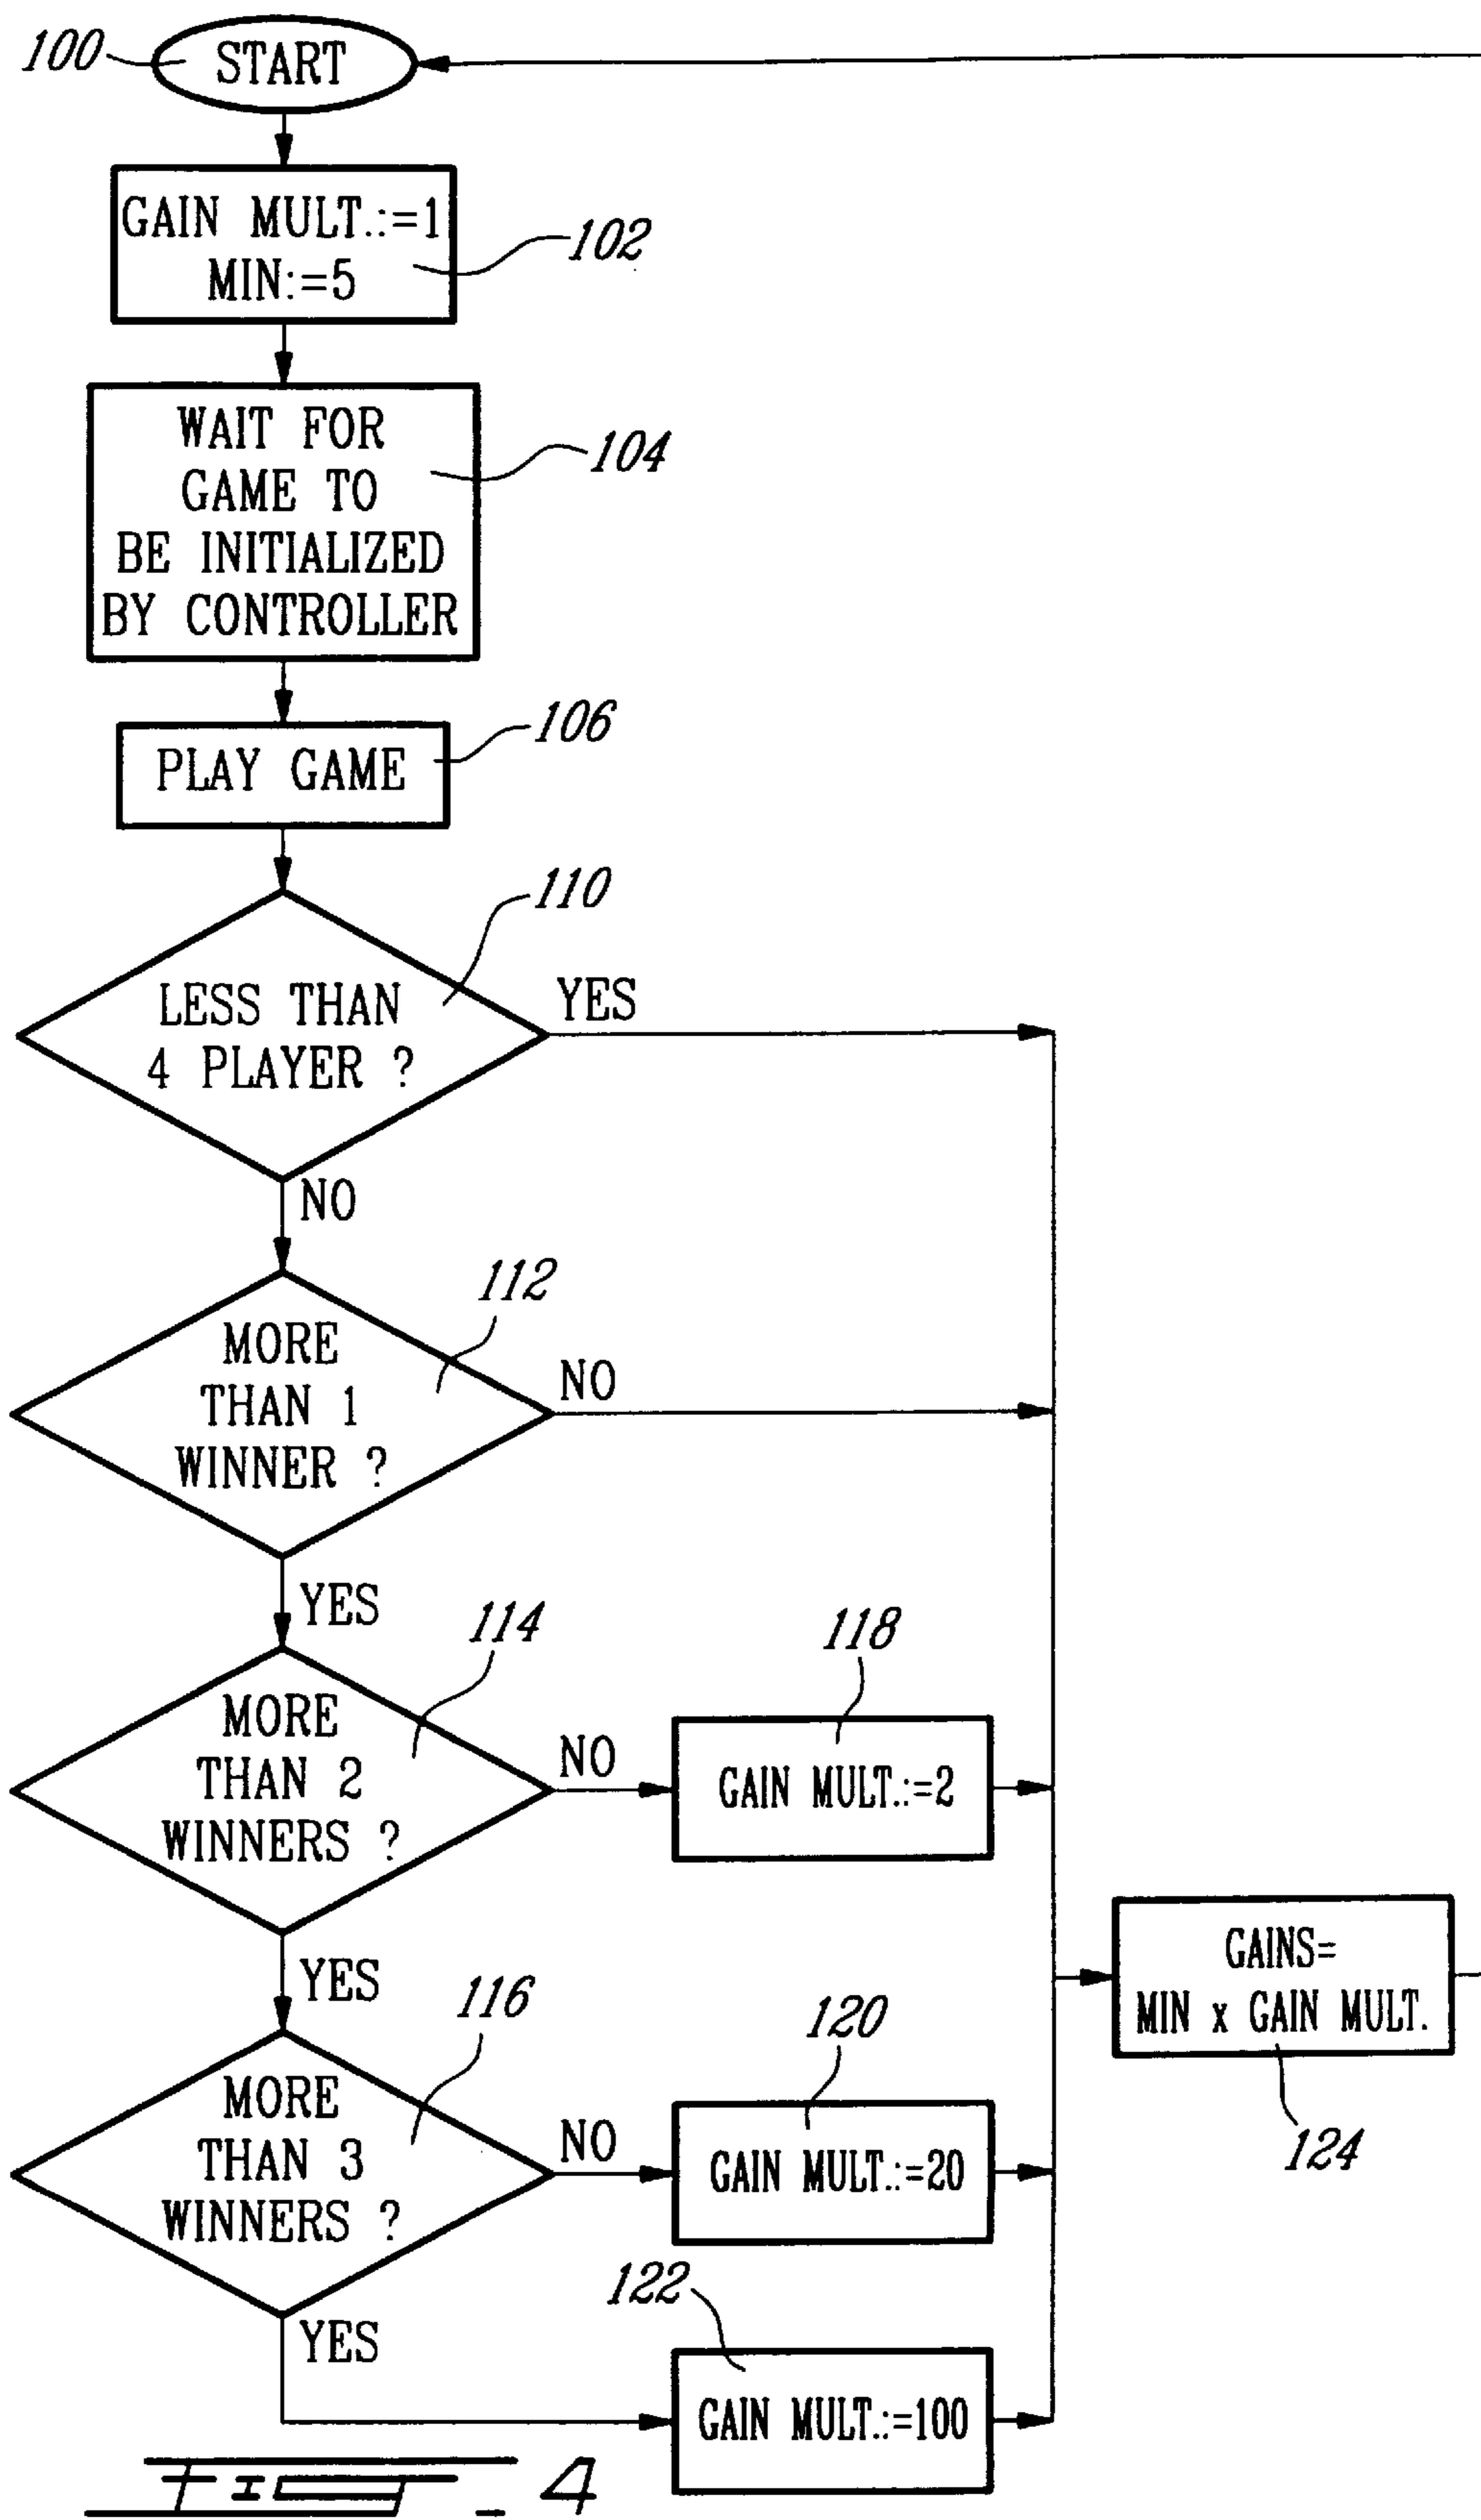 100
START
GAIN MULT.:=1
MIN:=5
102
WAIT FOR
GAME TO
BE INITIALIZED
BY CONTROLLER
104
PLAY GAME
106
110
LESS THAN
4 PLAYER ?
YES
NO
112
MORE
THAN 1
WINNER ?
NO
YES
114
MORE
THAN 2
WINNERS ?
NO
118
GAIN MULT.:=2
YES
116
MORE
THAN 3
WINNERS ?
NO
120
GAIN MULT.:=20
YES
122
GAIN MULT.:=100
GAINS=
MIN x GAIN MULT.
124
FIG_4